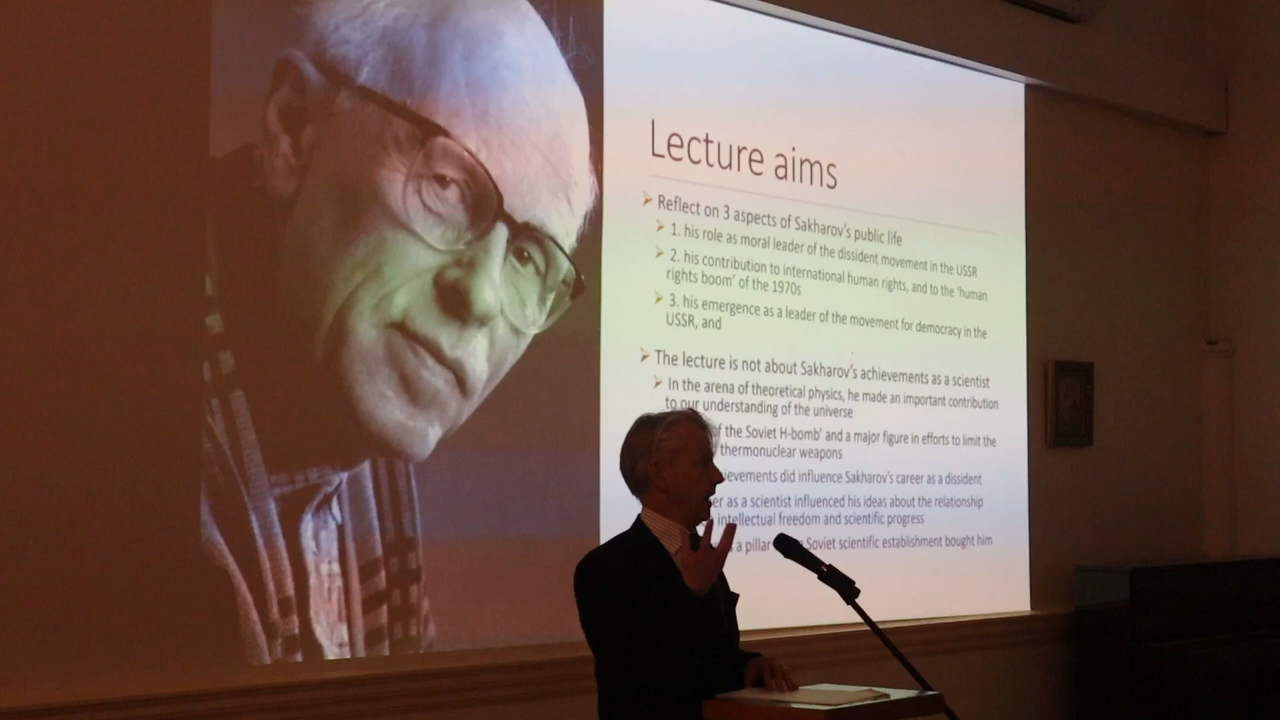 Lecture aims
Reflect on 3 aspects of Sakharov's public life
1. his role as moral leader of the dissident movement in the USSR
2. his contribution to international human rights, and to the 'human
rights boom' of the 1970s
3. his emergence as a leader of the movement for democracy in the
USSR, and
The lecture is not about Sakharov's achievements as a scientist
In the arena of theoretical physics, he made an important contribution
to our understanding of the universe
of the Soviet H-bomb' and a major figure in efforts to limit the
thermonuclear weapons
did influence Sakharov's career as a dissident
as a scientist influenced his ideas about the relationship
intellectual freedom and scientific progress
a pillar Soviet scientific establishment bought him